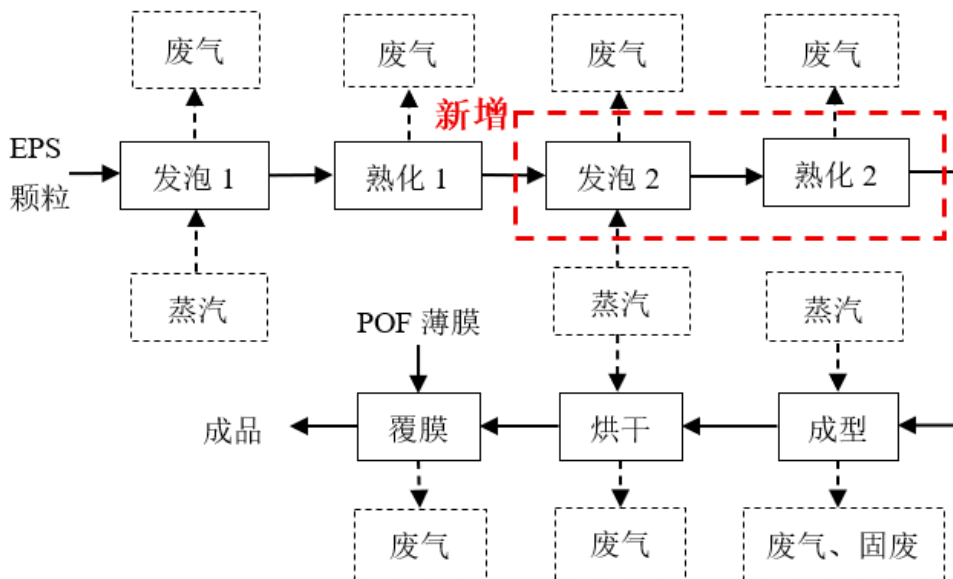 废气
废气
废气
废气
新增
EPS
颗粒
发泡 1
熟化 1
发泡 2
熟化 2
蒸汽
蒸汽
蒸汽
POF 薄膜
成品
覆膜
烘干
成型
废气
废气
废气、固废